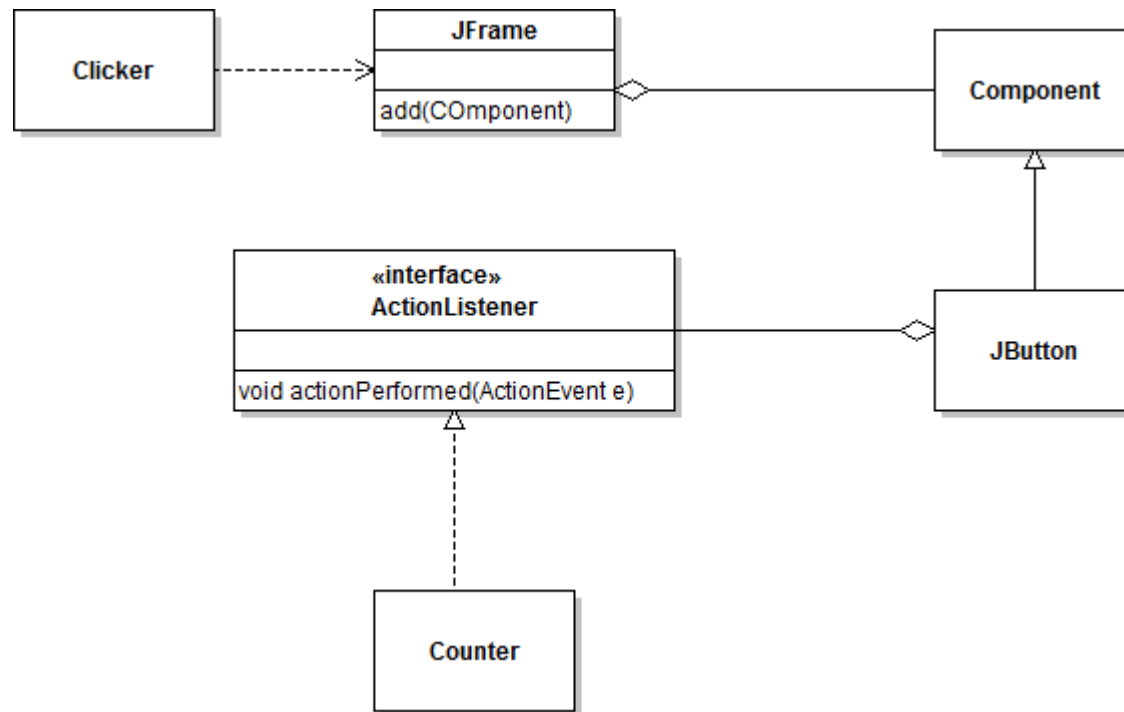 Clicker
JFrame
add(COmponent)
Component
«interface»
ActionListener
void actionPerformed(ActionEvent e)
JButton
Counter